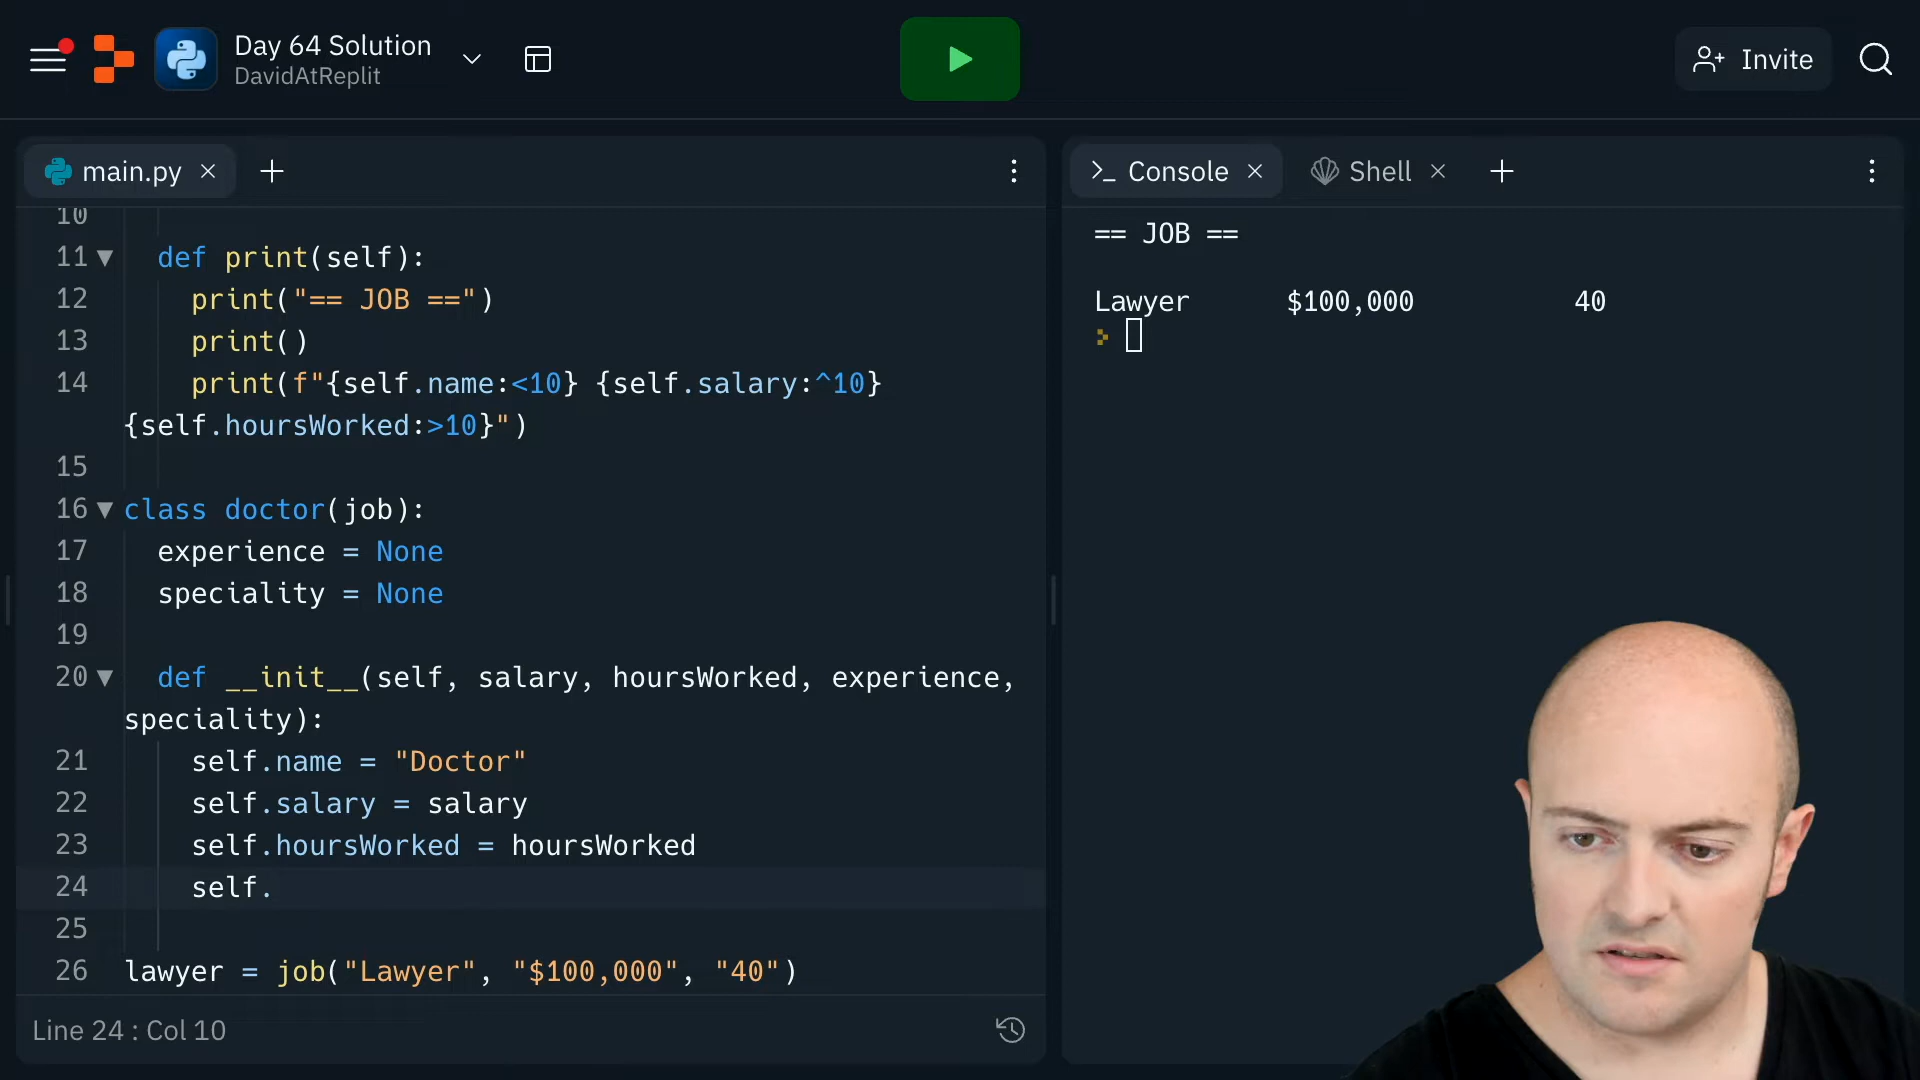 Day 64 Solution
DavidAtReplit
Invite
main.py
Console
Shell
10
11 def print(self):
12 print("== JOB ==")
13 print()
14 print(f"{self.name:<10} {self.salary:^10}
{self.hoursWorked:>10}")
15
16 class doctor(job):
17 experience = None
18 speciality = None
19
20 def __init__(self, salary, hoursWorked, experience,
speciality):
21 self.name = "Doctor"
22 self.salary = salary
23 self.hoursWorked = hoursWorked
24 self.
25
26 lawyer = job("Lawyer", "$100,000", "40")
Line 24 : Col 10
== JOB ==
Lawyer $100,000 40